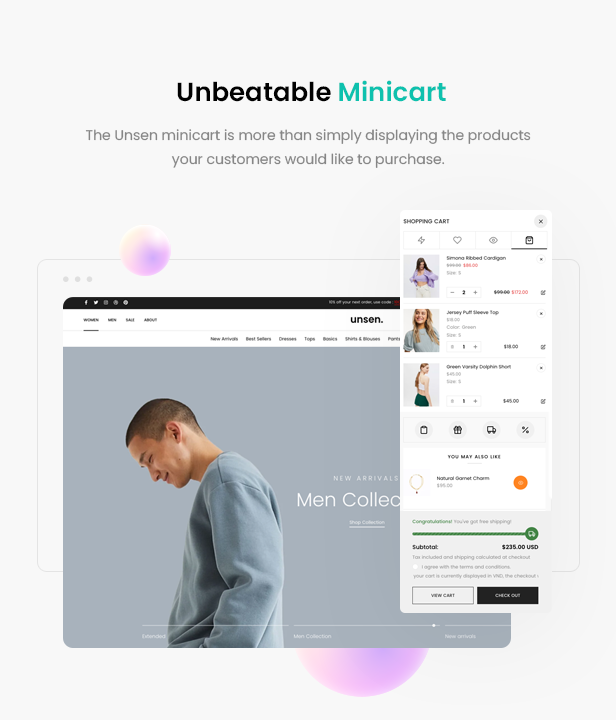 Unbeatable Minicart
The Unsen minicart is more than simply displaying the products
your customers would like to purchase.
SHOPPING CART
Simona Ribbed Cardigan
$99.00 $86.00
Size: S
2
$199.00 $172.00
Jersey Puff Sleeve Top
$18.00
Color: Green
Size: S
1
$18.00
Green Varsity Dolphin Short
$45.00
Size: S
1
$45.00
YOU MAY ALSO LIKE
Natural Garnet Charm
$95.00
Congratulations! You've got free shipping!
Subtotal: $235.00 USD
Tax included and shipping calculated at checkout
I agree with the terms and conditions.
your cart is currently displayed in VND, the checkout
VIEW CART
CHECK OUT
15% off your next order, use code
WOMEN MEN SALE ABOUT
unsen.
New Arrivals Best Sellers Dresses Tops Basics Shirts & Blouses Pants
NEW ARRIVALS
Men Collec
Shop Collection
Extended
Men Collection
New arrivals